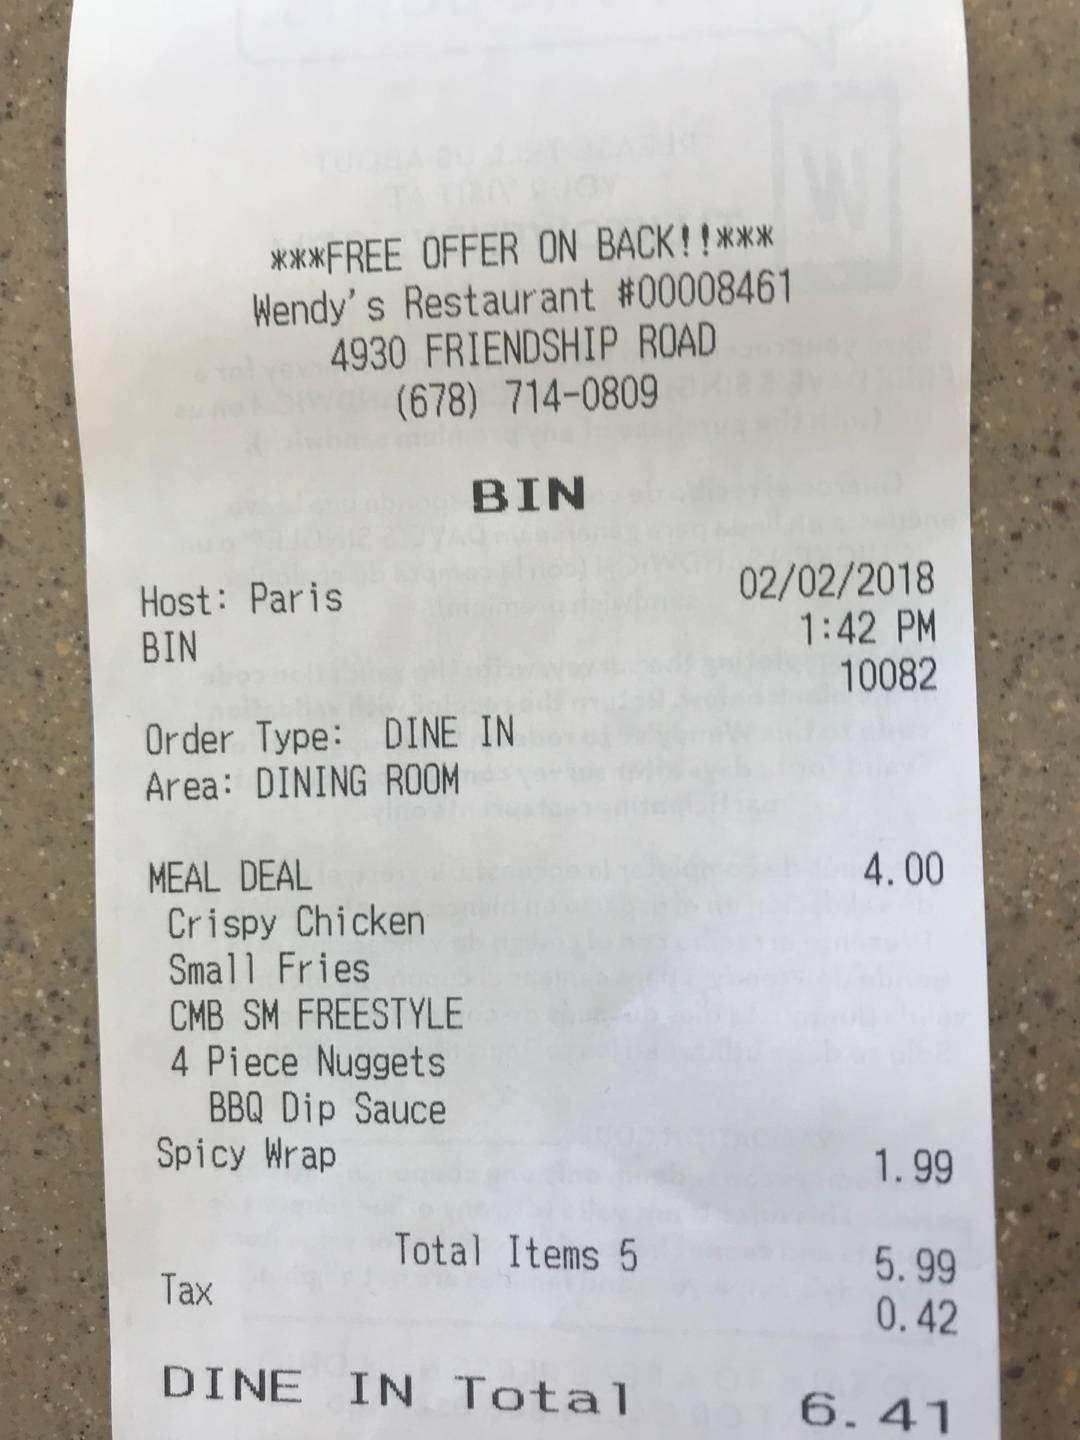 ***FREE OFFER ON BACK!!***
Wendy's Restaurant #00008461
4930 FRIENDSHIP ROAD
(678) 714-0809
BIN
Host: Paris 02/02/2018
BIN 1:42 PM
10082
Order Type: DINE IN
Area: DINING ROOM
MEAL DEAL 4.00
Crispy Chicken
Small Fries
CMB SM FREESTYLE
4 Piece Nuggets
BBQ Dip Sauce
Spicy Wrap 1.99
Total Items 5 5.99
Tax 0.42
DINE IN Total 6.41